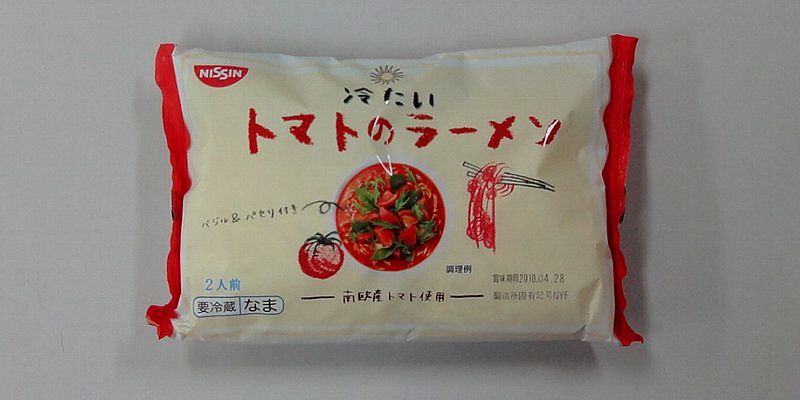 NISSIN
冷たい
トマトのラーメン
バジル&パセリ付き
調理例
2人前
要冷蔵 なま
南欧産トマト使用
賞味期限2010.04.28
製造所固有記号NYF